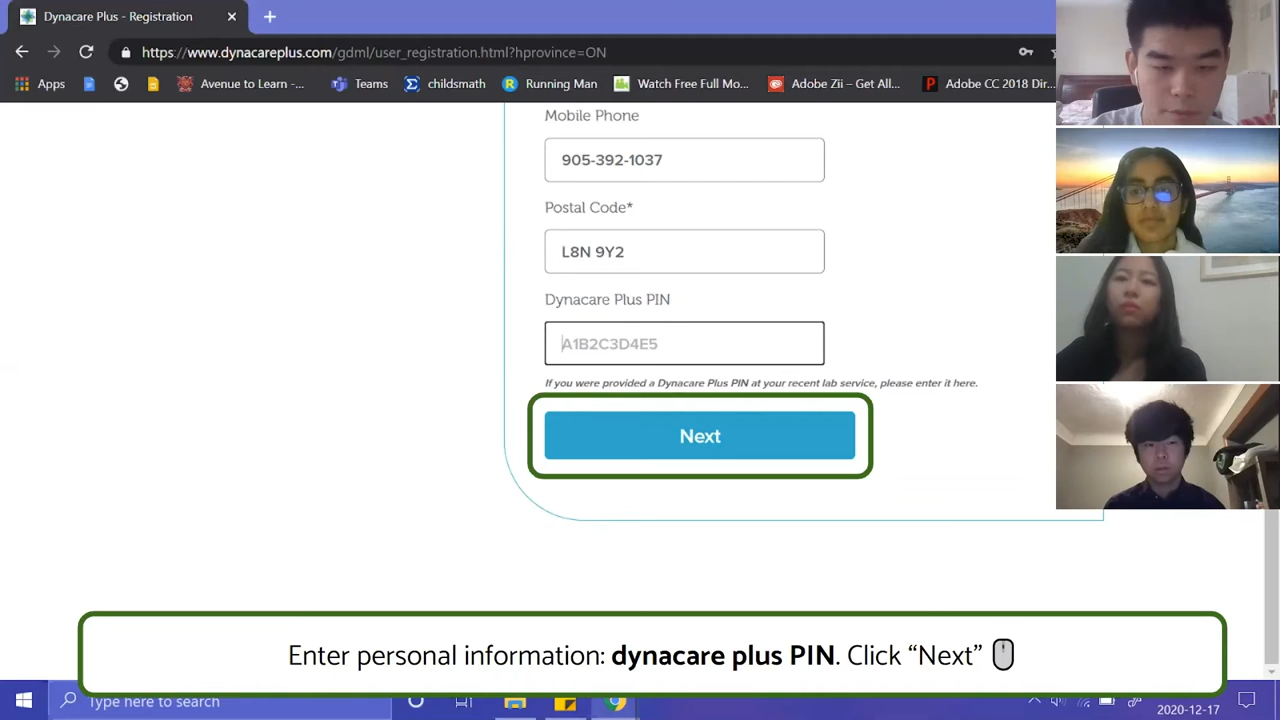 Dynacare Plus - Registration
https://www.dynacareplus.com/gdml/user_registration.html?hprovince=ON
Apps
Avenue to Learn -...
Teams
childsmath
Running Man
Watch Free Full Mo...
Adobe Zii – Get All...
Adobe CC 2018 Dir...
Mobile Phone
905-392-1037
Postal Code*
L8N 9Y2
Dynacare Plus PIN
A1B2C3D4E5
If you were provided a Dynacare Plus PIN at your recent lab service, please enter it here.
Next
Enter personal information: dynacare plus PIN. Click “Next”
Type here to search
2020-12-17